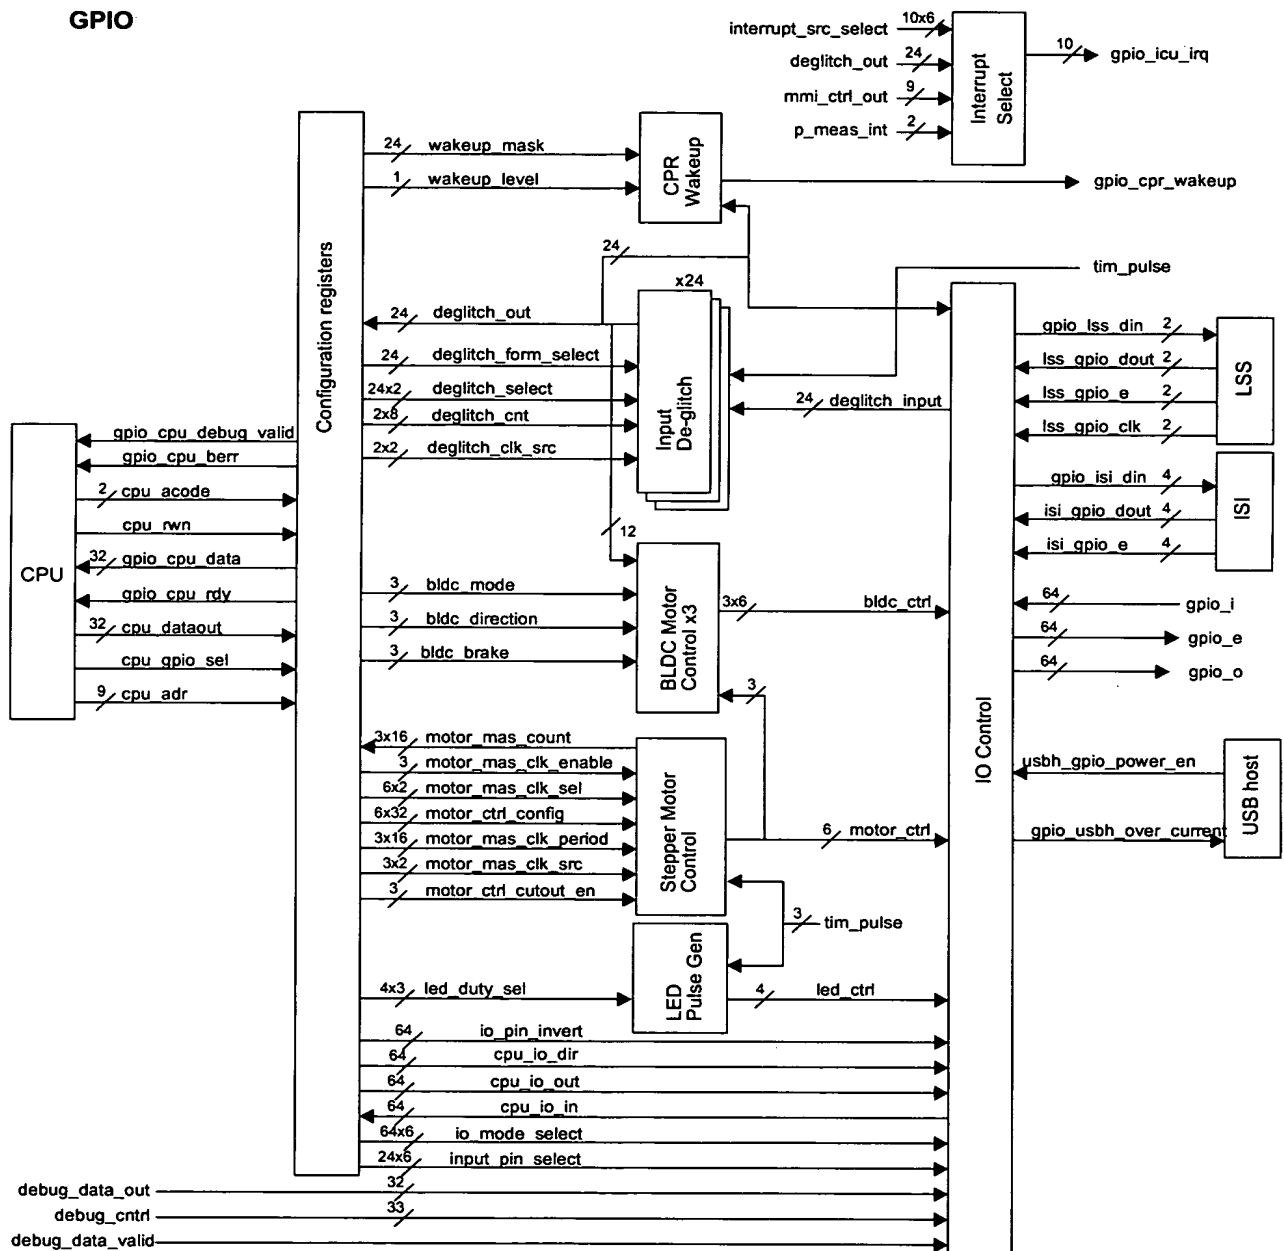 GPIO
interrupt_src_select
10x6
deglitch_out
24
mmi_ctrl_out
9
p_meas_int
2
Interrupt
Select
10
gpio_icu_irq
Configuration registers
24
wakeup_mask
1
wakeup_level
CPR
Wakeup
gpio_cpr_wakeup
24
tim_pulse
x24
24
deglitch_out
24
deglitch_form_select
24x2
deglitch_select
2x8
deglitch_cnt
2x2
deglitch_clk_src
Input
De-glitch
24
deglitch_input
12
CPU
gpio_cpu_debug_valid
gpio_cpu_berr
2
cpu_acode
cpu_rwn
32
gpio_cpu_data
gpio_cpu_rdy
32
cpu_dataout
cpu_gpio_sel
9
cpu_adr
3
bldc_mode
3
bldc_direction
3
bldc_brake
BLDC Motor
Control x3
3x6
bldc_ctrl
3
3x16
motor_mas_count
3
motor_mas_clk_enable
6x2
motor_mas_clk_sel
6x32
motor_ctrl_config
3x16
motor_mas_clk_period
3x2
motor_mas_clk_src
3
motor_ctrl_cutout_en
Stepper Motor
Control
6
motor_ctrl
3
tim_pulse
4x3
led_duty_sel
LED
Pulse Gen
4
led_ctrl
64
io_pin_invert
64
cpu_io_dir
64
cpu_io_out
64
cpu_io_in
64x6
io_mode_select
24x6
input_pin_select
debug_data_out
32
debug_cntrl
33
debug_data_valid
IO Control
gpio_lss_din
2
lss_gpio_dout
2
lss_gpio_e
2
lss_gpio_clk
2
LSS
gpio_isi_din
4
isi_gpio_dout
4
isi_gpio_e
4
ISI
64
gpio_i
64
gpio_e
64
gpio_o
usbh_gpio_power_en
gpio_usbh_over_current
USB host